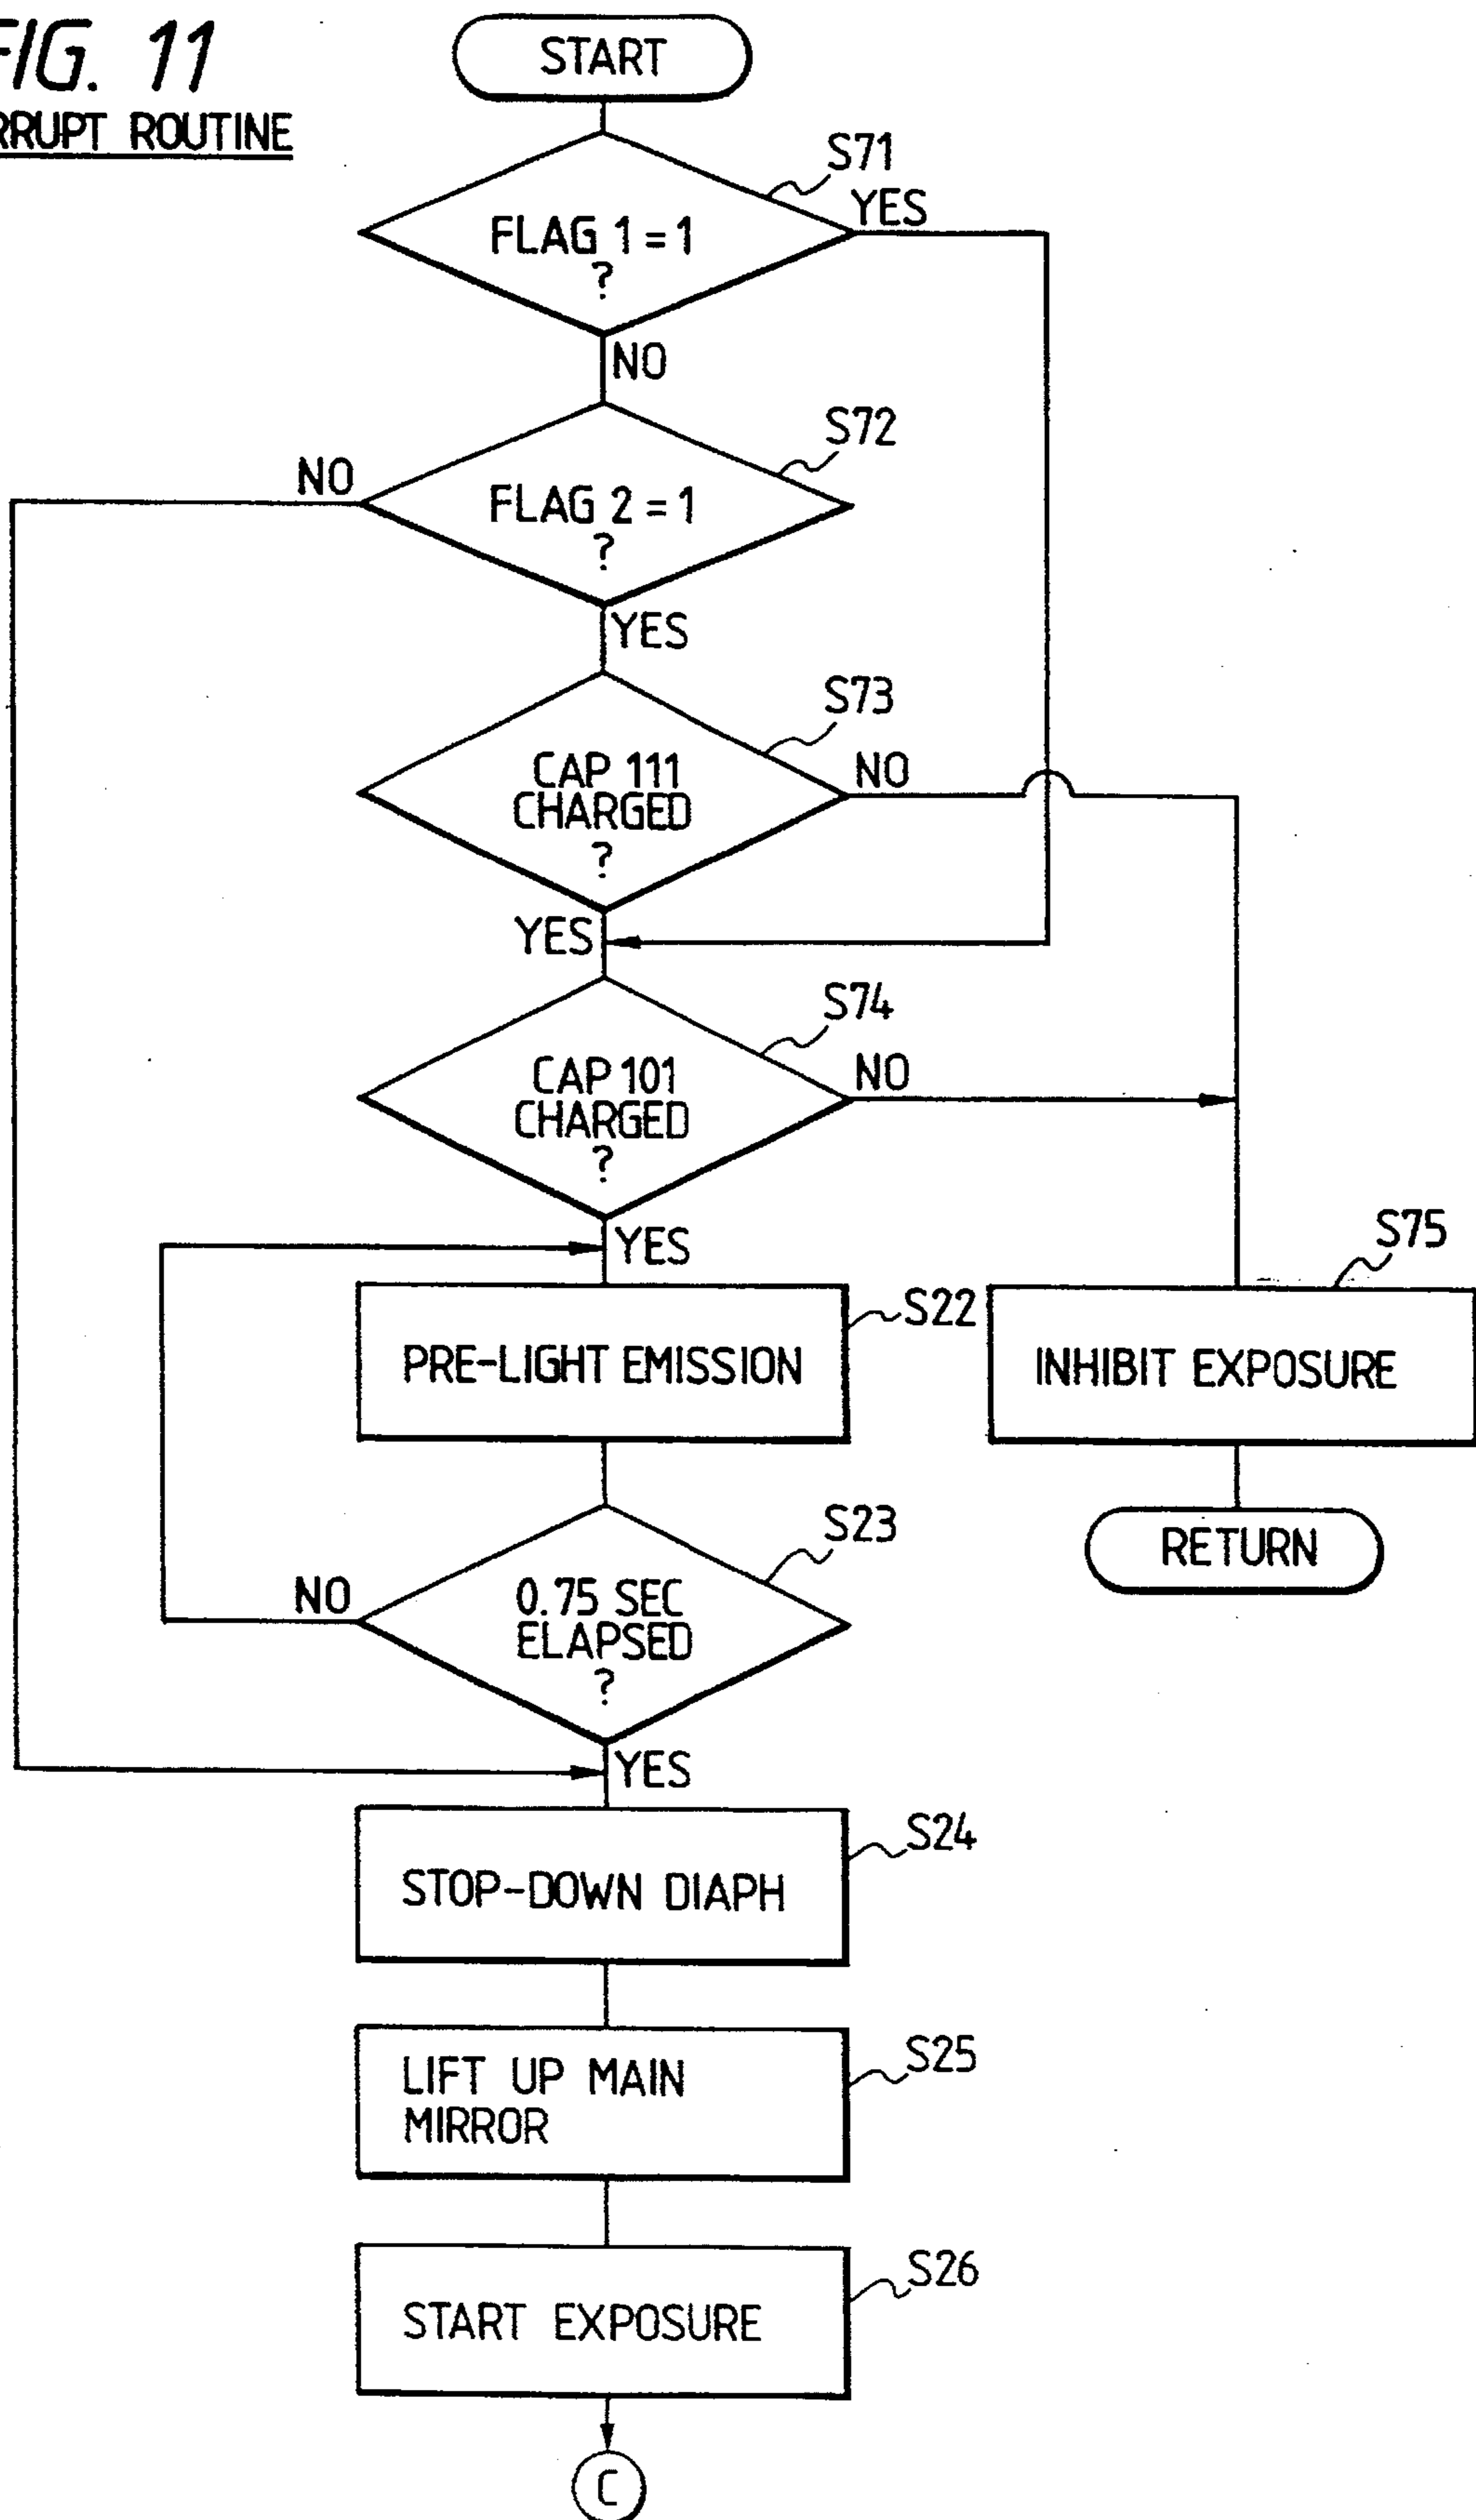 FIG. 11
ROUTINE
START
S71
YES
FLAG 1 = 1
?
NO
S72
NO
FLAG 2 = 1
?
YES
S73
CAP 111
CHARGED
?
NO
YES
S74
CAP 101
CHARGED
?
NO
YES
S75
S22
PRE-LIGHT EMISSION
INHIBIT EXPOSURE
S23
RETURN
NO
0.75 SEC
ELAPSED
?
YES
S24
STOP-DOWN DIAPH
S25
LIFT UP MAIN
MIRROR
S26
START EXPOSURE
C